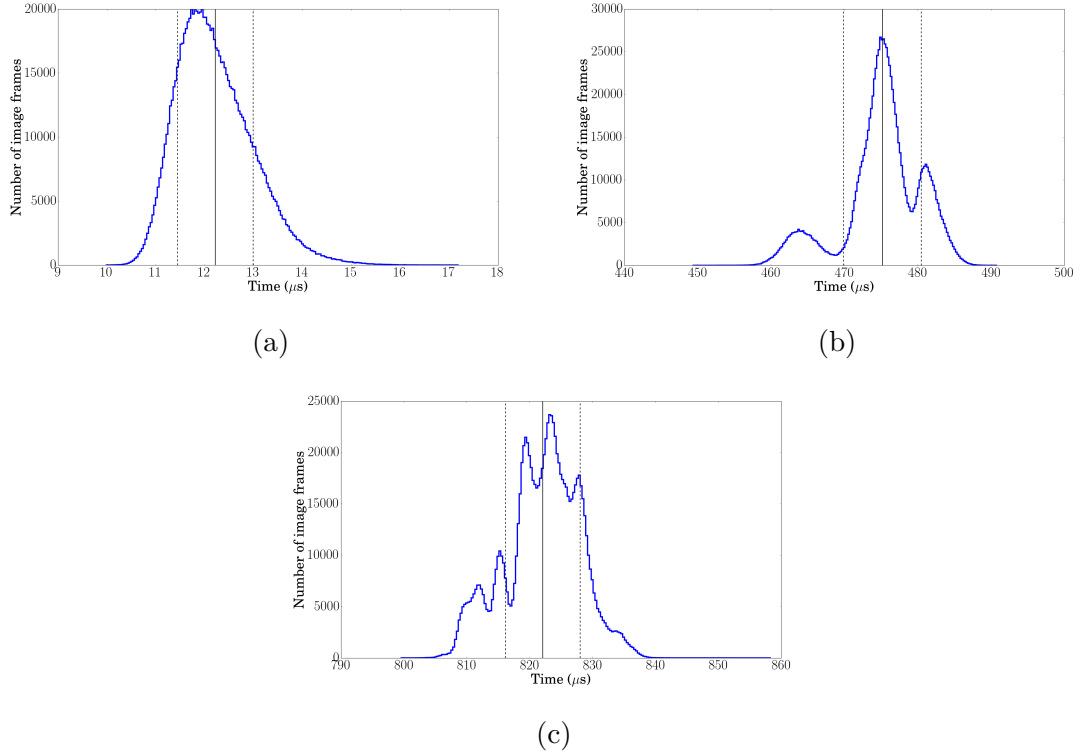 20000
15000
10000
5000
0
Number of image frames
9 10 11 12 13 14 15 16 17 18
Time (μs)
(a)
30000
25000
20000
15000
10000
5000
0
Number of image frames
440 450 460 470 480 490 500
Time (μs)
(b)
25000
20000
15000
10000
5000
0
Number of image frames
790 800 810 820 830 840 850 860
Time (μs)
(c)